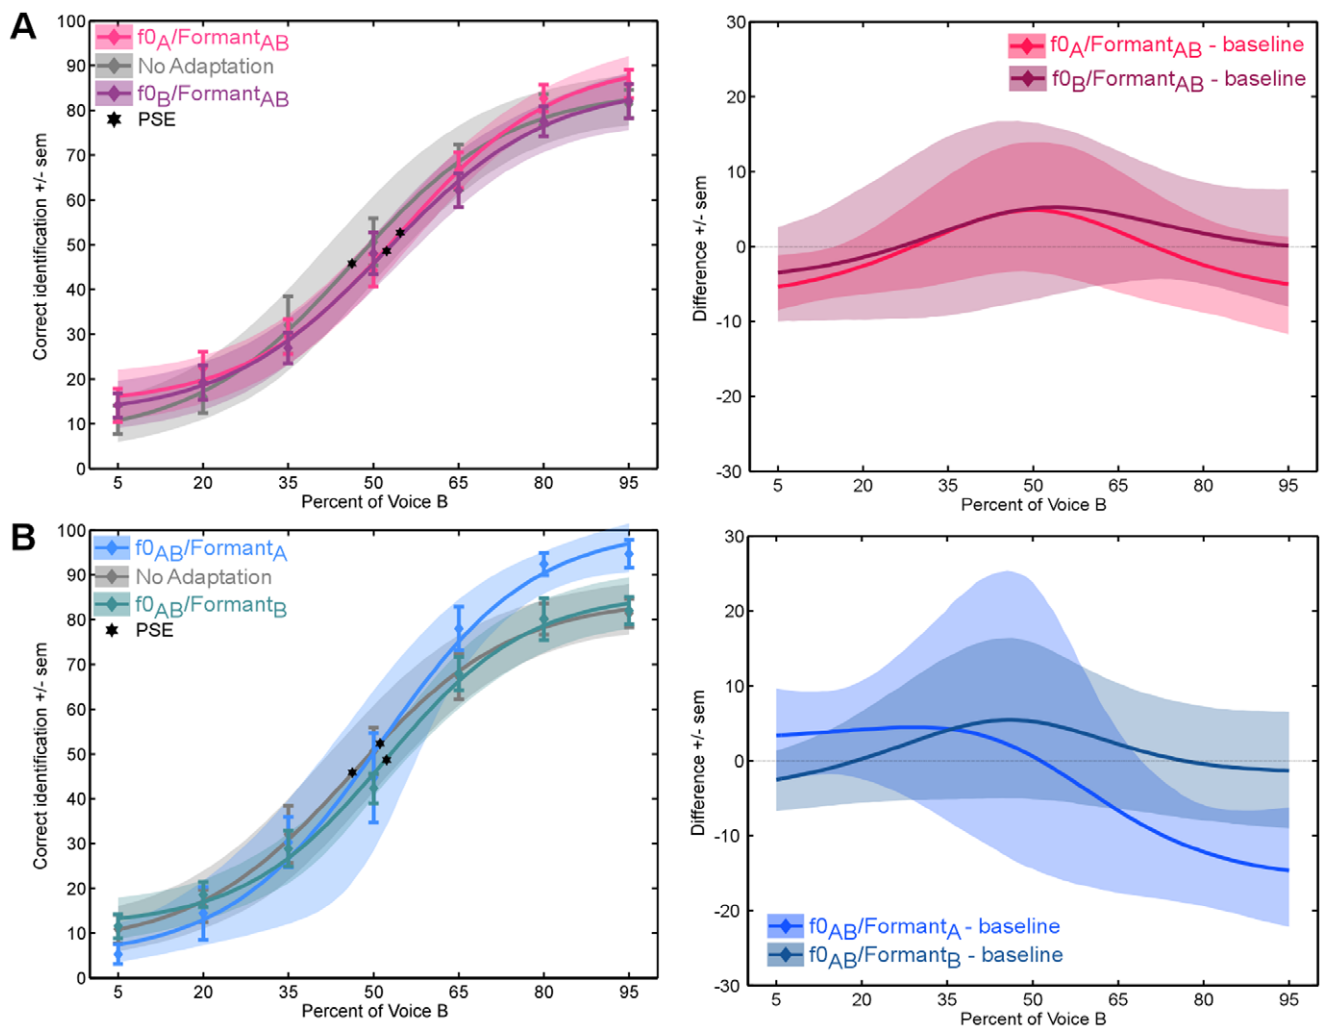 A
f0A/FormantAB
No Adaptation
f0B/FormantAB
PSE
Correct identification +/- sem
100
90
80
70
60
50
40
30
20
10
0
5 20 35 50 65 80 95
Percent of Voice B
f0A/FormantAB - baseline
f0B/FormantAB - baseline
Difference +/- sem
30
20
10
0
-10
-20
-30
5 20 35 50 65 80 95
Percent of Voice B
B
f0AB/FormantA
No Adaptation
f0AB/FormantB
PSE
Correct identification +/- sem
100
90
80
70
60
50
40
30
20
10
0
5 20 35 50 65 80 95
Percent of Voice B
Difference +/- sem
30
20
10
0
-10
-20
-30
f0AB/FormantA - baseline
f0AB/FormantB - baseline
5 20 35 50 65 80 95
Percent of Voice B